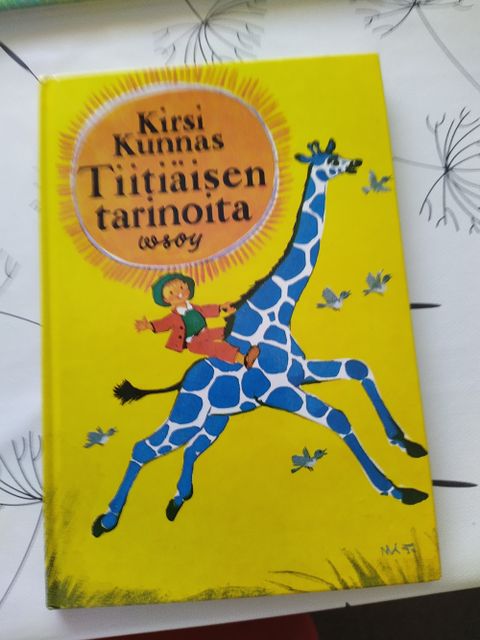 Kirsi
Kunnas
Tiitiäisen
tarinoita
wsoy